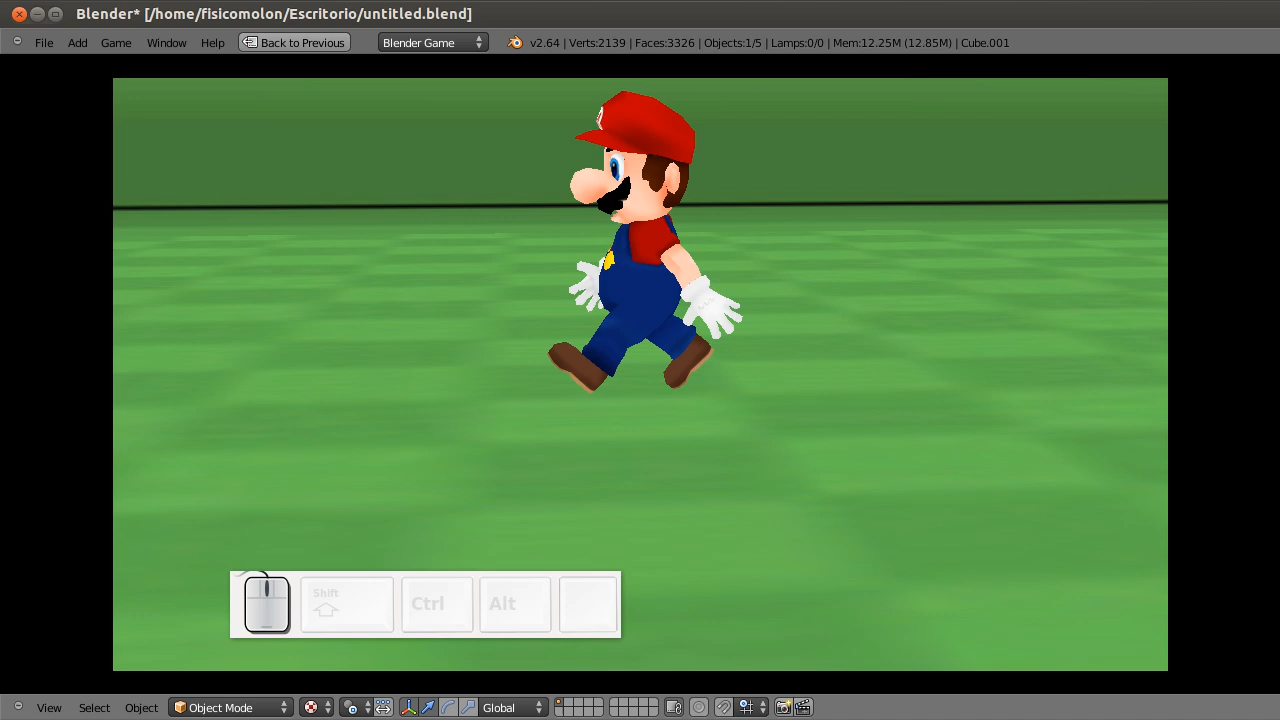 Blender* [/home/fisicomolon/Escritorio/untitled.blend]
File Add Game Window Help Back to Previous Blender Game v2.64 | Verts:2139 | Faces:3326 | Objects:1/5 | Lamps:0/0 | Mem:12.25M (12.85M) | Cube.001
Shift
Ctrl Alt
View Select Object Object Mode Global